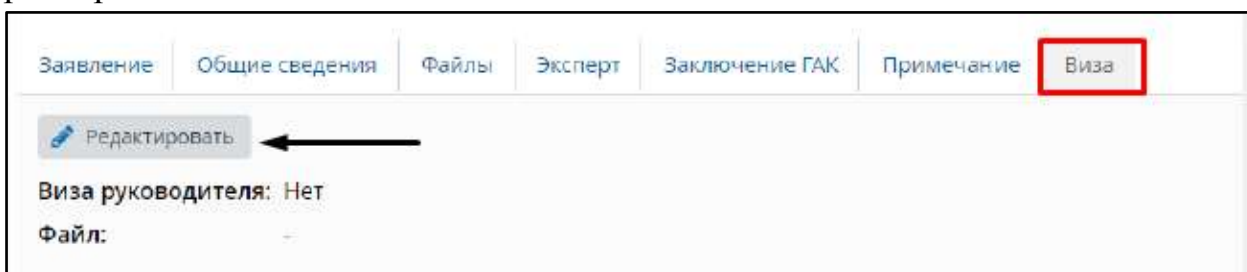 Заявление Общие сведения Файлы Эксперт Заключение ГАК Примечание Виза
Редактировать
Виза руководителя: Нет
Файл: -